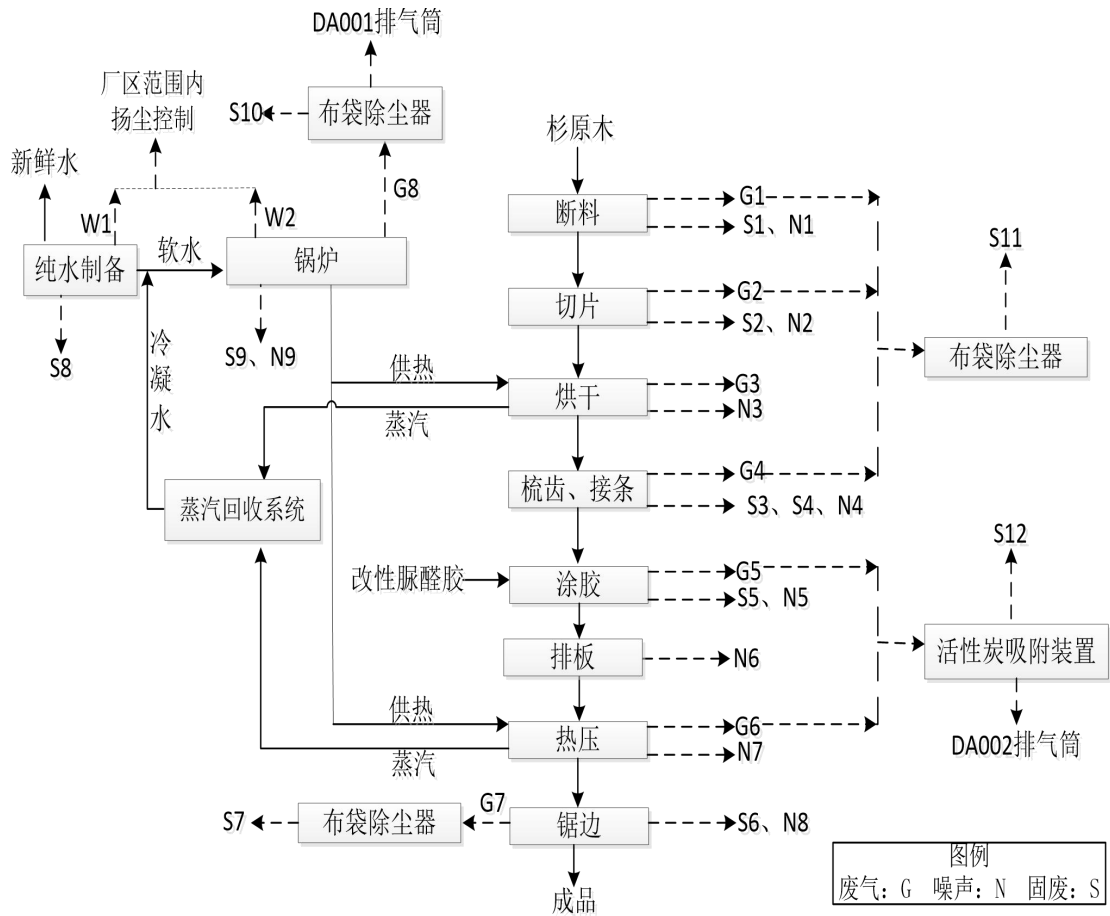 DA001排气筒
厂区范围内
扬尘控制
S10
布袋除尘器
杉原木
新鲜水
G8
W1
W2
断料
G1
S1、N1
软水
纯水制备
锅炉
S11
切片
G2
S2、N2
S8
冷凝水
S9、N9
布袋除尘器
供热
烘干
G3
N3
蒸汽
梳齿、接条
G4
S3、S4、N4
蒸汽回收系统
S12
改性脲醛胶
涂胶
G5
S5、N5
排板
N6
活性炭吸附装置
供热
热压
G6
N7
蒸汽
DA002排气筒
S7
布袋除尘器
G7
锯边
S6、N8
成品
图例
废气：G 噪声：N 固废：S